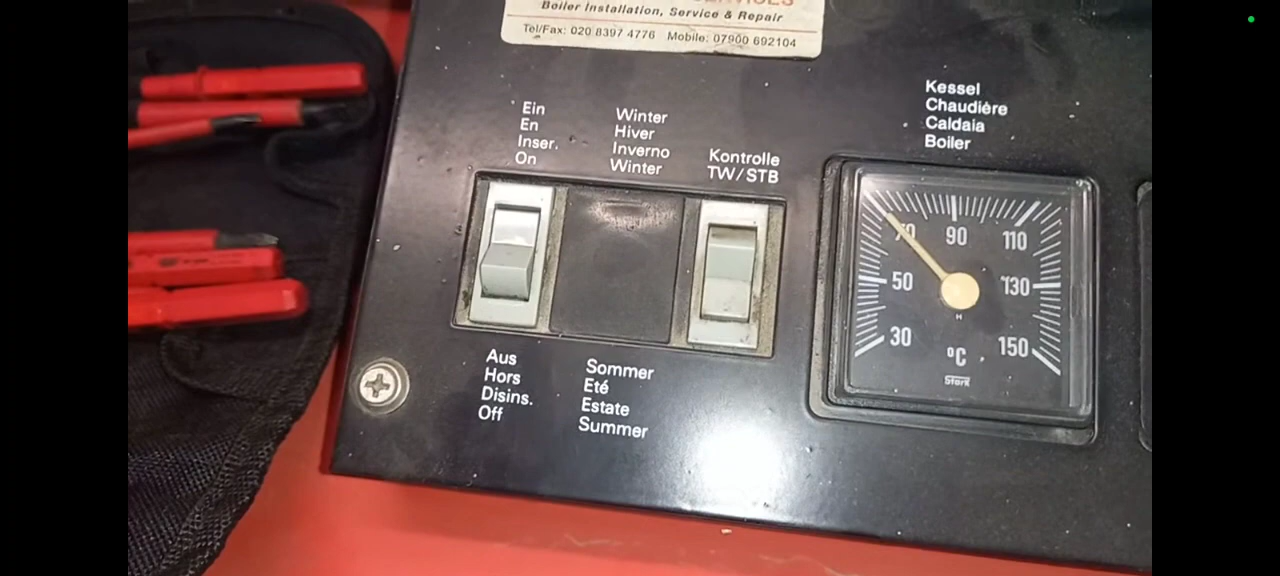 Boiler Installation, Service & Repair
Tel/Fax: 020 8397 4776 Mobile: 07900 692104
Ein
En
Inser.
On
Winter
Hiver
Inverno
Winter
Kontrolle
TW/STB
Kessel
Chaudière
Caldaia
Boiler
70 90 110
50 130
30 150
H
°C
Stork
Aus
Hors
Disins.
Off
Sommer
Eté
Estate
Summer